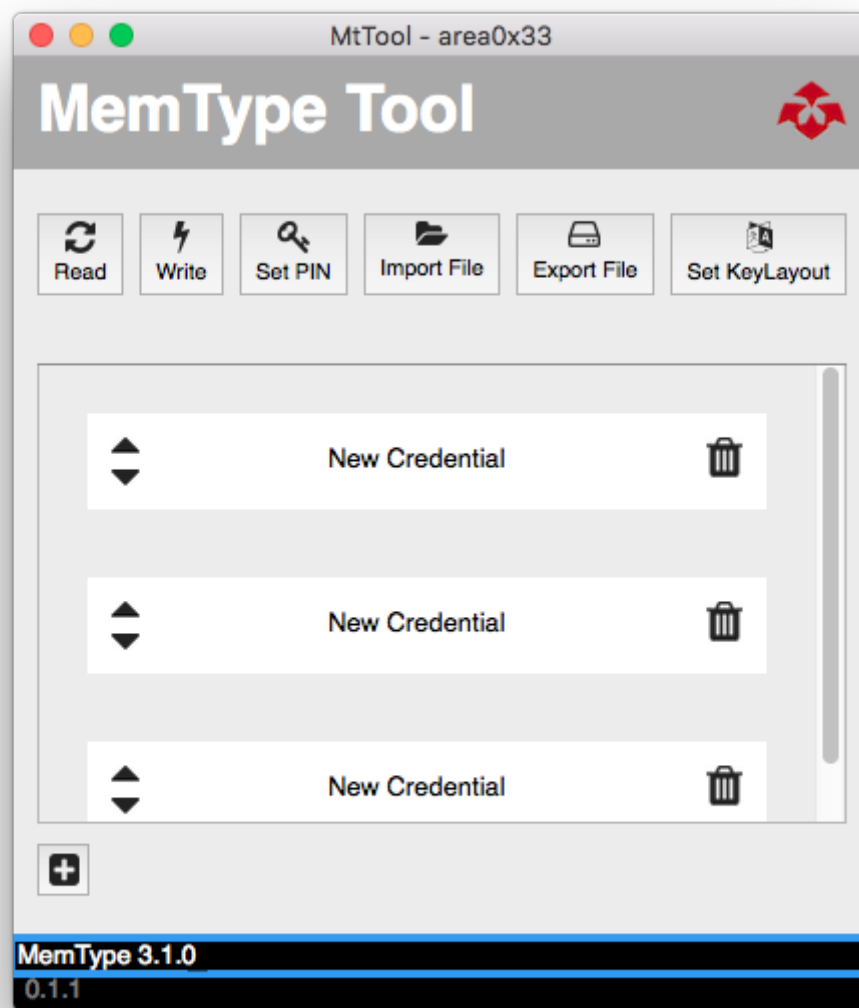 MtTool - area0x33
MemType Tool
Read Write Set PIN Import File Export File Set KeyLayout
New Credential
New Credential
New Credential
MemType 3.1.0_
0.1.1